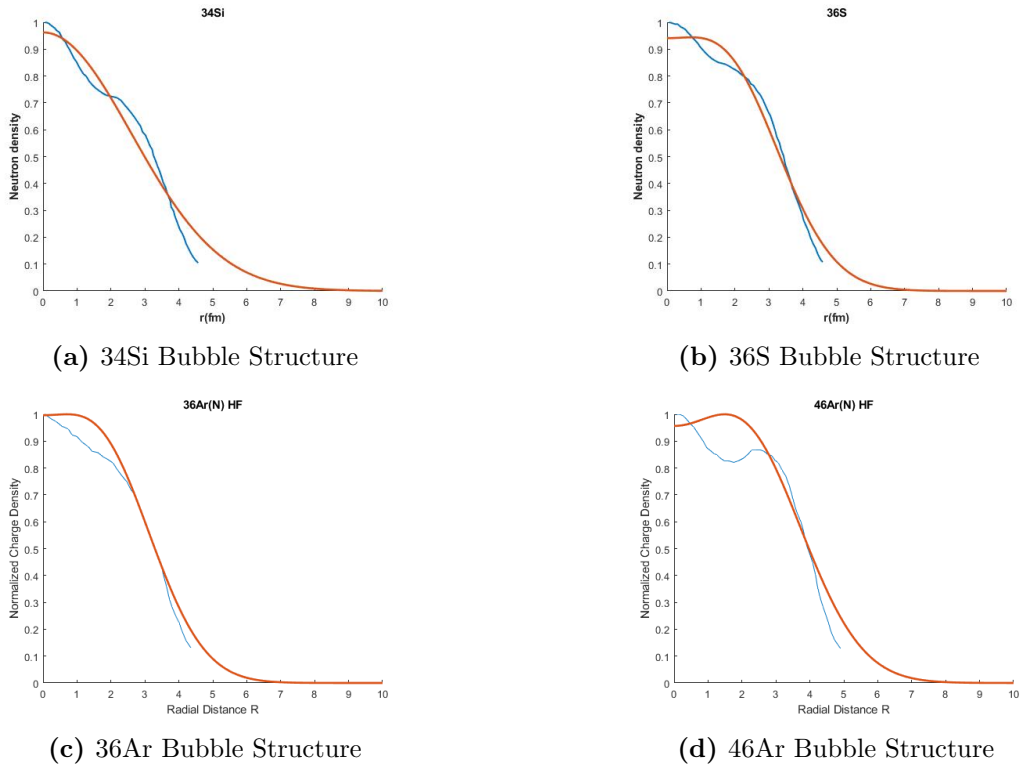 34Si
1
0.9
0.8
0.7
0.6
0.5
0.4
0.3
0.2
0.1
0
Neutron density
0 1 2 3 4 5 6 7 8 9 10
r(fm)
(a) 34Si Bubble Structure
36S
1
0.9
0.8
0.7
0.6
0.5
0.4
0.3
0.2
0.1
0
Neutron density
0 1 2 3 4 5 6 7 8 9 10
r(fm)
(b) 36S Bubble Structure
36Ar(N) HF
1
0.9
0.8
0.7
0.6
0.5
0.4
0.3
0.2
0.1
0
Normalized Charge Density
0 1 2 3 4 5 6 7 8 9 10
Radial Distance R
(c) 36Ar Bubble Structure
46Ar(N) HF
1
0.9
0.8
0.7
0.6
0.5
0.4
0.3
0.2
0.1
0
Normalized Charge Density
0 1 2 3 4 5 6 7 8 9 10
Radial Distance R
(d) 46Ar Bubble Structure